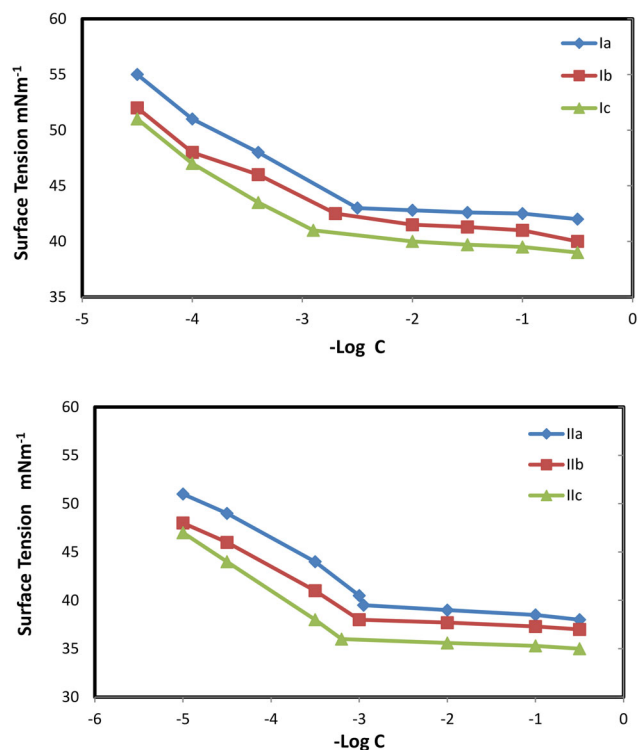 60
55
50
45
40
35
Surface Tension mNm⁻¹
Ia
Ib
Ic
-5 -4 -3 -2 -1 0
-Log C
60
55
50
45
40
35
30
Surface Tension mNm⁻¹
IIa
IIb
IIc
-6 -5 -4 -3 -2 -1 0
-Log C